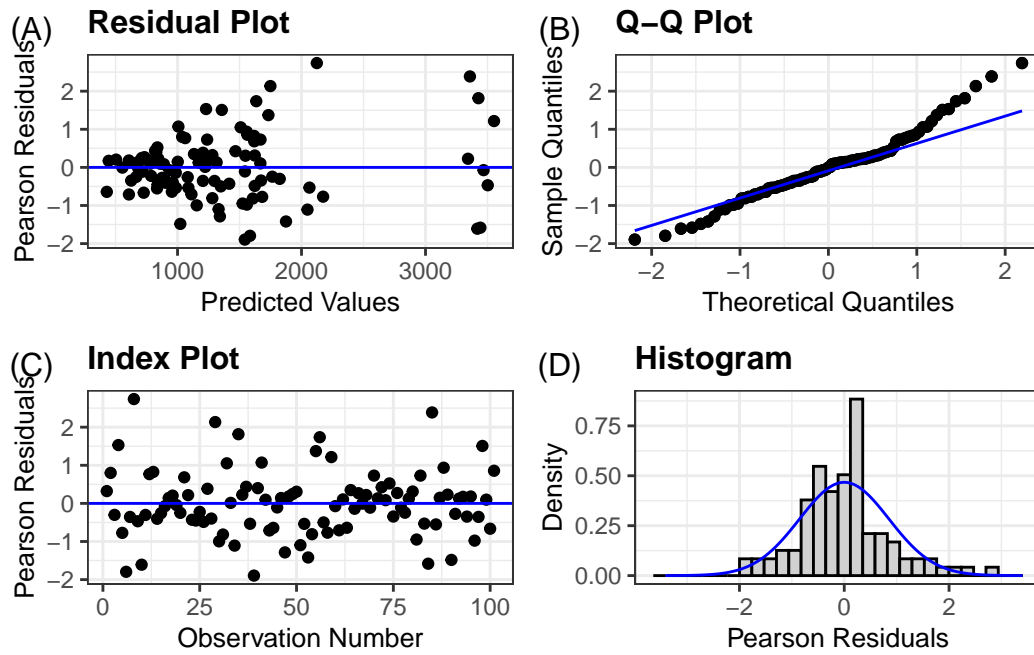 (A) Residual Plot
Pearson Residuals
2
1
0
−1
−2
1000 2000 3000
Predicted Values
(B) Q−Q Plot
Sample Quantiles
2
1
0
−1
−2
−2 −1 0 1 2
Theoretical Quantiles
(C) Index Plot
Pearson Residuals
2
1
0
−1
−2
0 25 50 75 100
Observation Number
(D) Histogram
Density
0.75
0.50
0.25
0.00
−2 0 2
Pearson Residuals